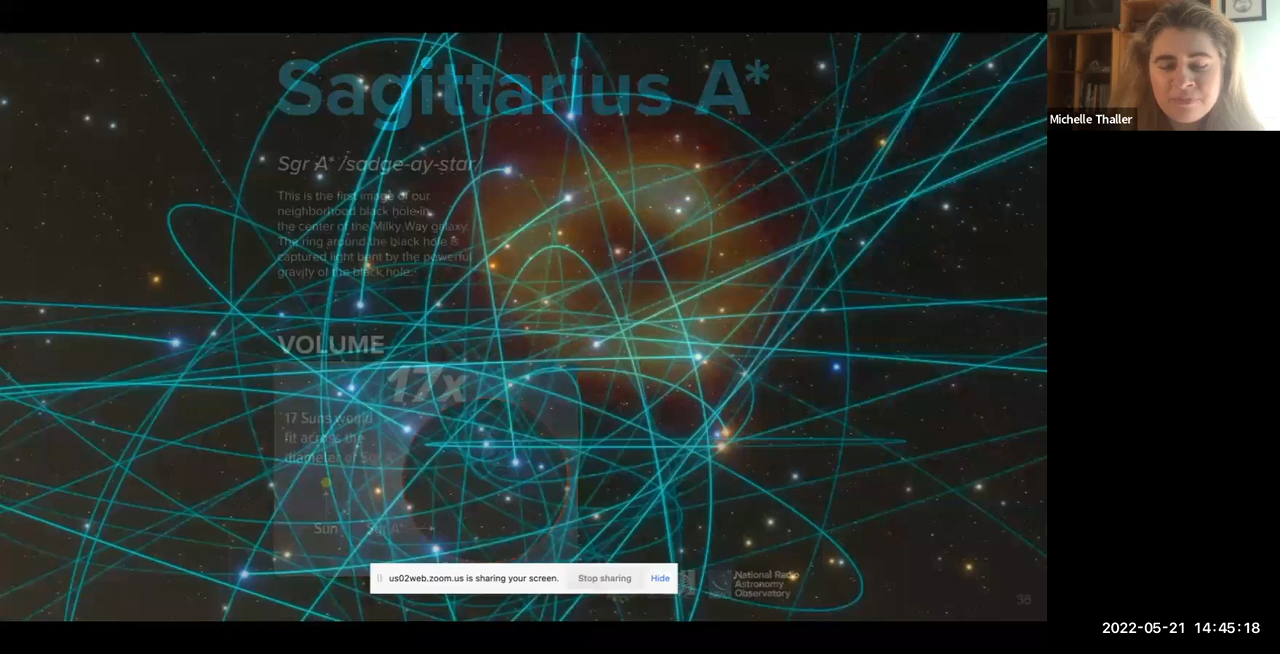 Sagittarius A*
Sgr A* /sadge-ay-star/
This is the first image of our
neighborhood black hole in
the center of the Milky Way galaxy.
The ring around the black hole is
captured light bent by the powerful
gravity of the black hole.
VOLUME
17x
17 Suns would
fit across the
diameter of Sgr A*
Sun
Sgr A*
us02web.zoom.us is sharing your screen.
Stop sharing
Hide
National Radio
Astronomy
Observatory
38
Michelle Thaller
2022-05-21 14:45:18